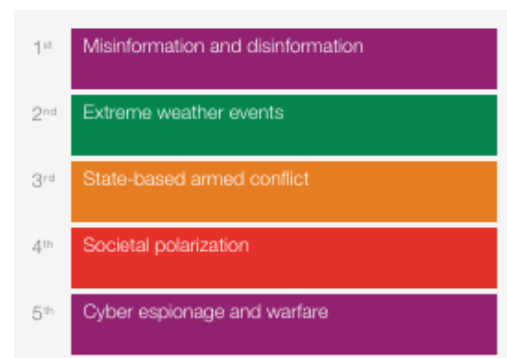 1st Misinformation and disinformation
2nd Extreme weather events
3rd State-based armed conflict
4th Societal polarization
5th Cyber espionage and warfare